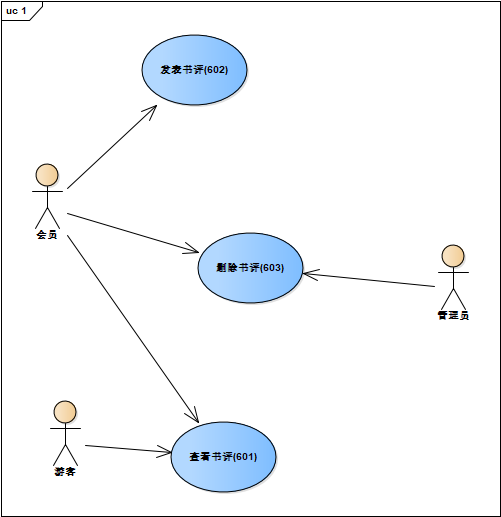 uc 1
发表书评(602)
会员
删除书评(603)
管理员
游客
查看书评(601)